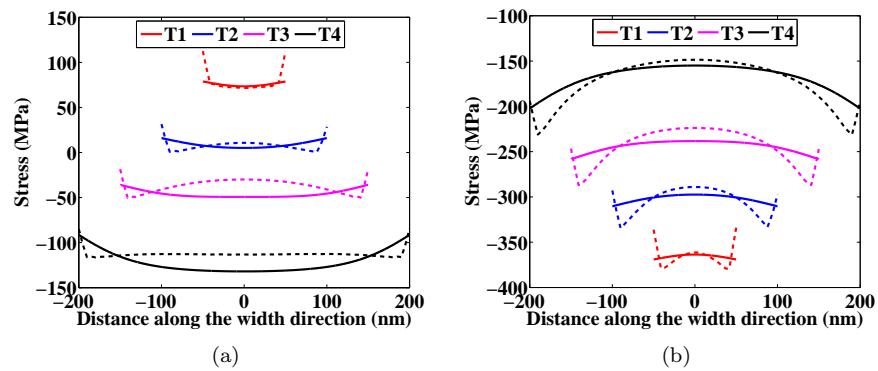 150
100
50
0
−50
−100
−150
−200 −100 0 100 200
Stress (MPa)
Distance along the width direction (nm)
T1 T2 T3 T4
(a)
−100
−150
−200
−250
−300
−350
−400
−200 −100 0 100 200
Stress (MPa)
Distance along the width direction (nm)
T1 T2 T3 T4
(b)